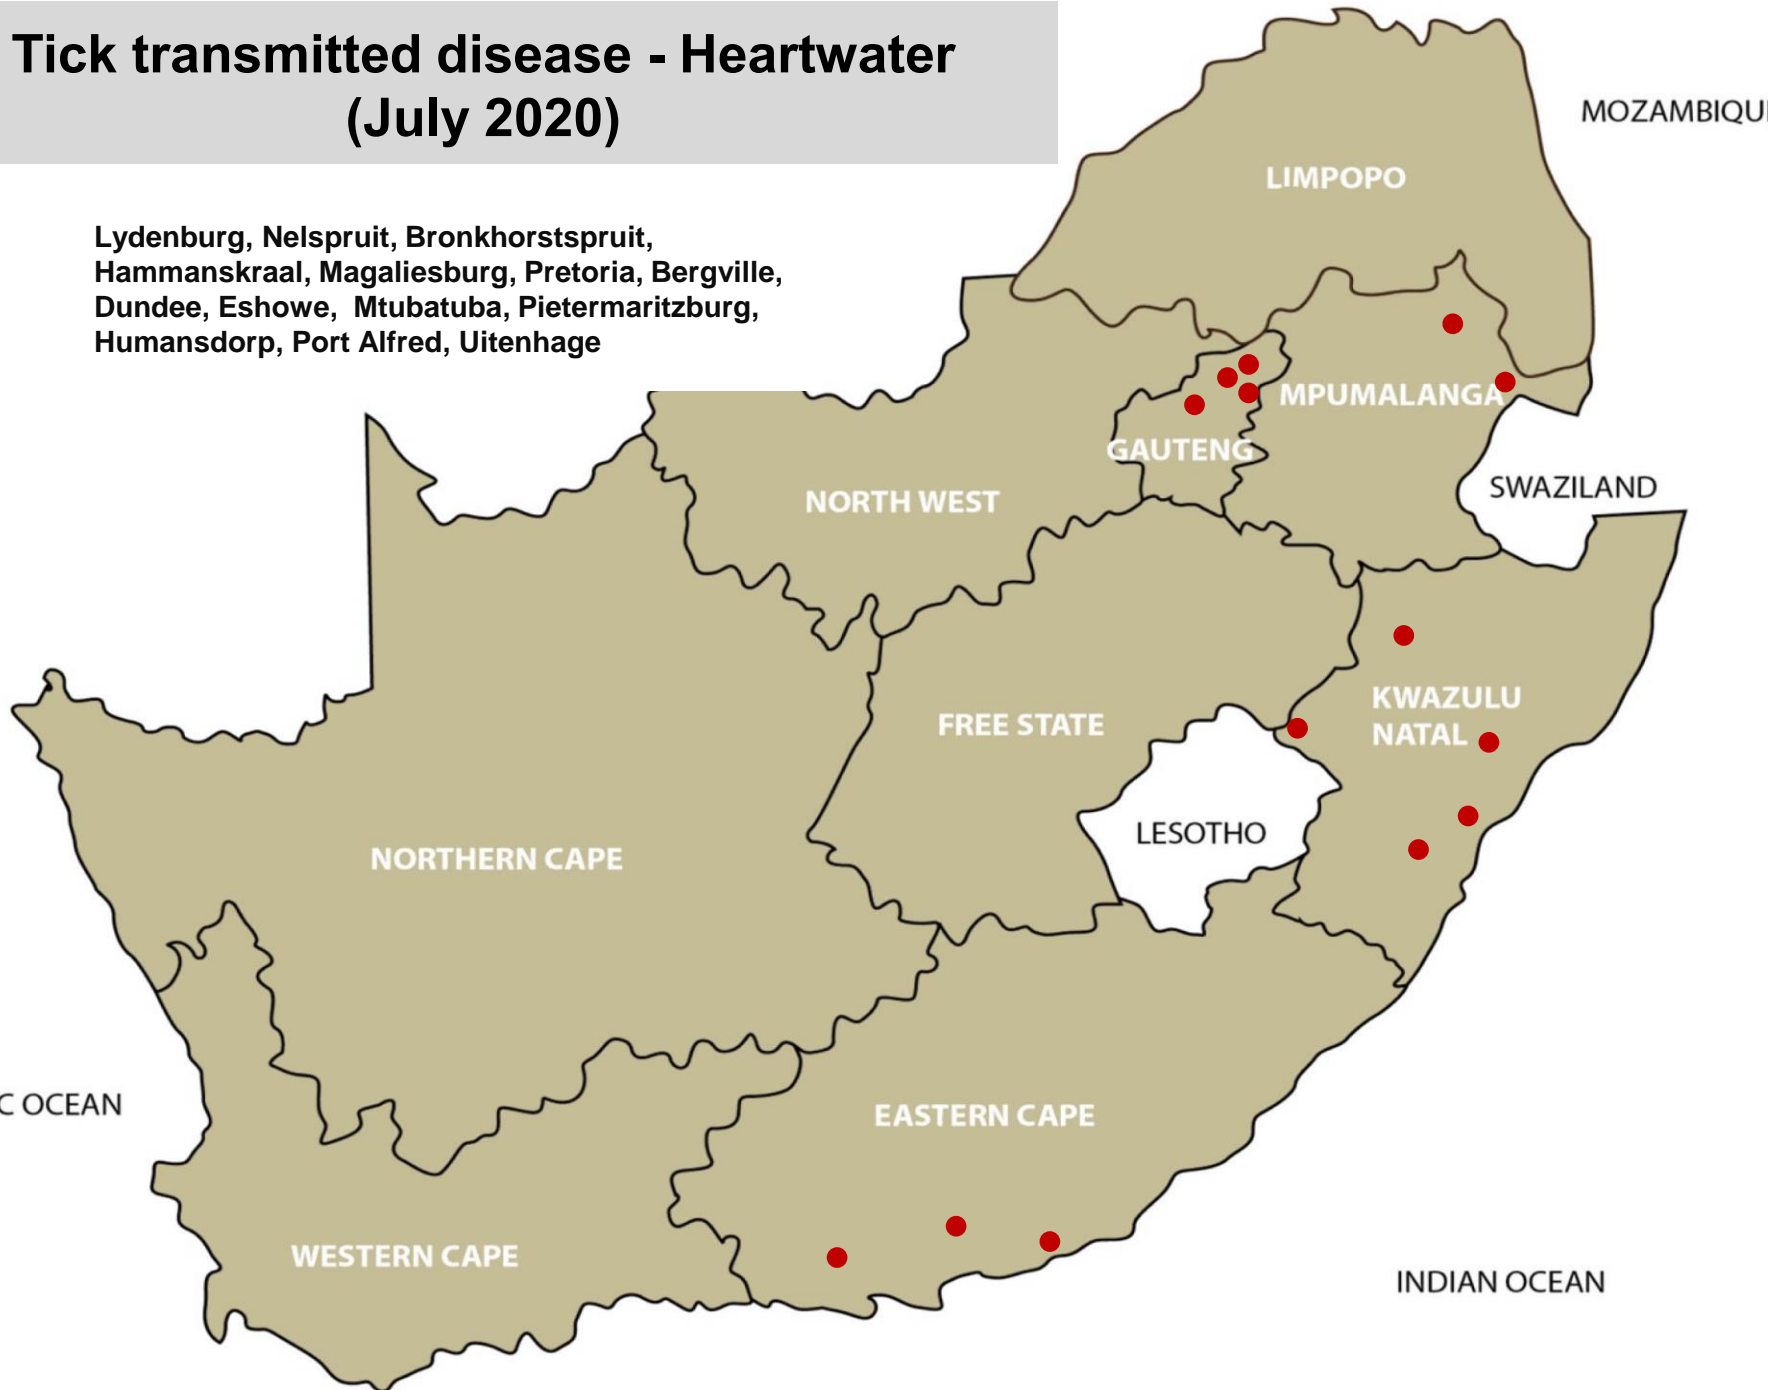 Tick transmitted disease - Heartwater
(July 2020)
MOZAMBIQU
LIMPOPO
Lydenburg, Nelspruit, Bronkhorstspruit,
Hammanskraal, Magaliesburg, Pretoria, Bergville,
Dundee, Eshowe, Mtubatuba, Pietermaritzburg,
Humansdorp, Port Alfred, Uitenhage
MPUMALANGA
GAUTENG
NORTH WEST
SWAZILAND
KWAZULU
NATAL
FREE STATE
LESOTHO
NORTHERN CAPE
C OCEAN
EASTERN CAPE
WESTERN CAPE
INDIAN OCEAN